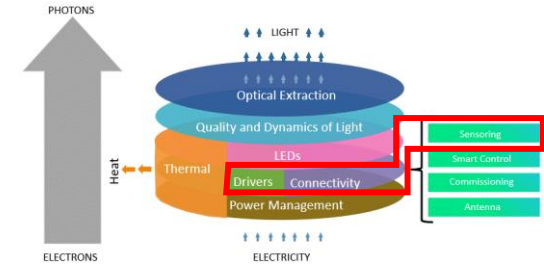 PHOTONS
LIGHT
Optical Extraction
Quality and Dynamics of Light
Sensoring
LEDs
Smart Control
Heat
Thermal
Drivers
Connectivity
Commissioning
Power Management
Antenna
ELECTRONS
ELECTRICITY